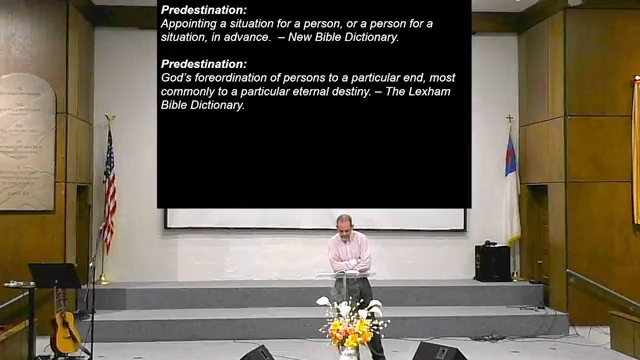 Predestination:
Appointing a situation for a person, or a person for a
situation, in advance. – New Bible Dictionary.
Predestination:
God's foreordination of persons to a particular end, most
commonly to a particular eternal destiny. – The Lexham
Bible Dictionary.